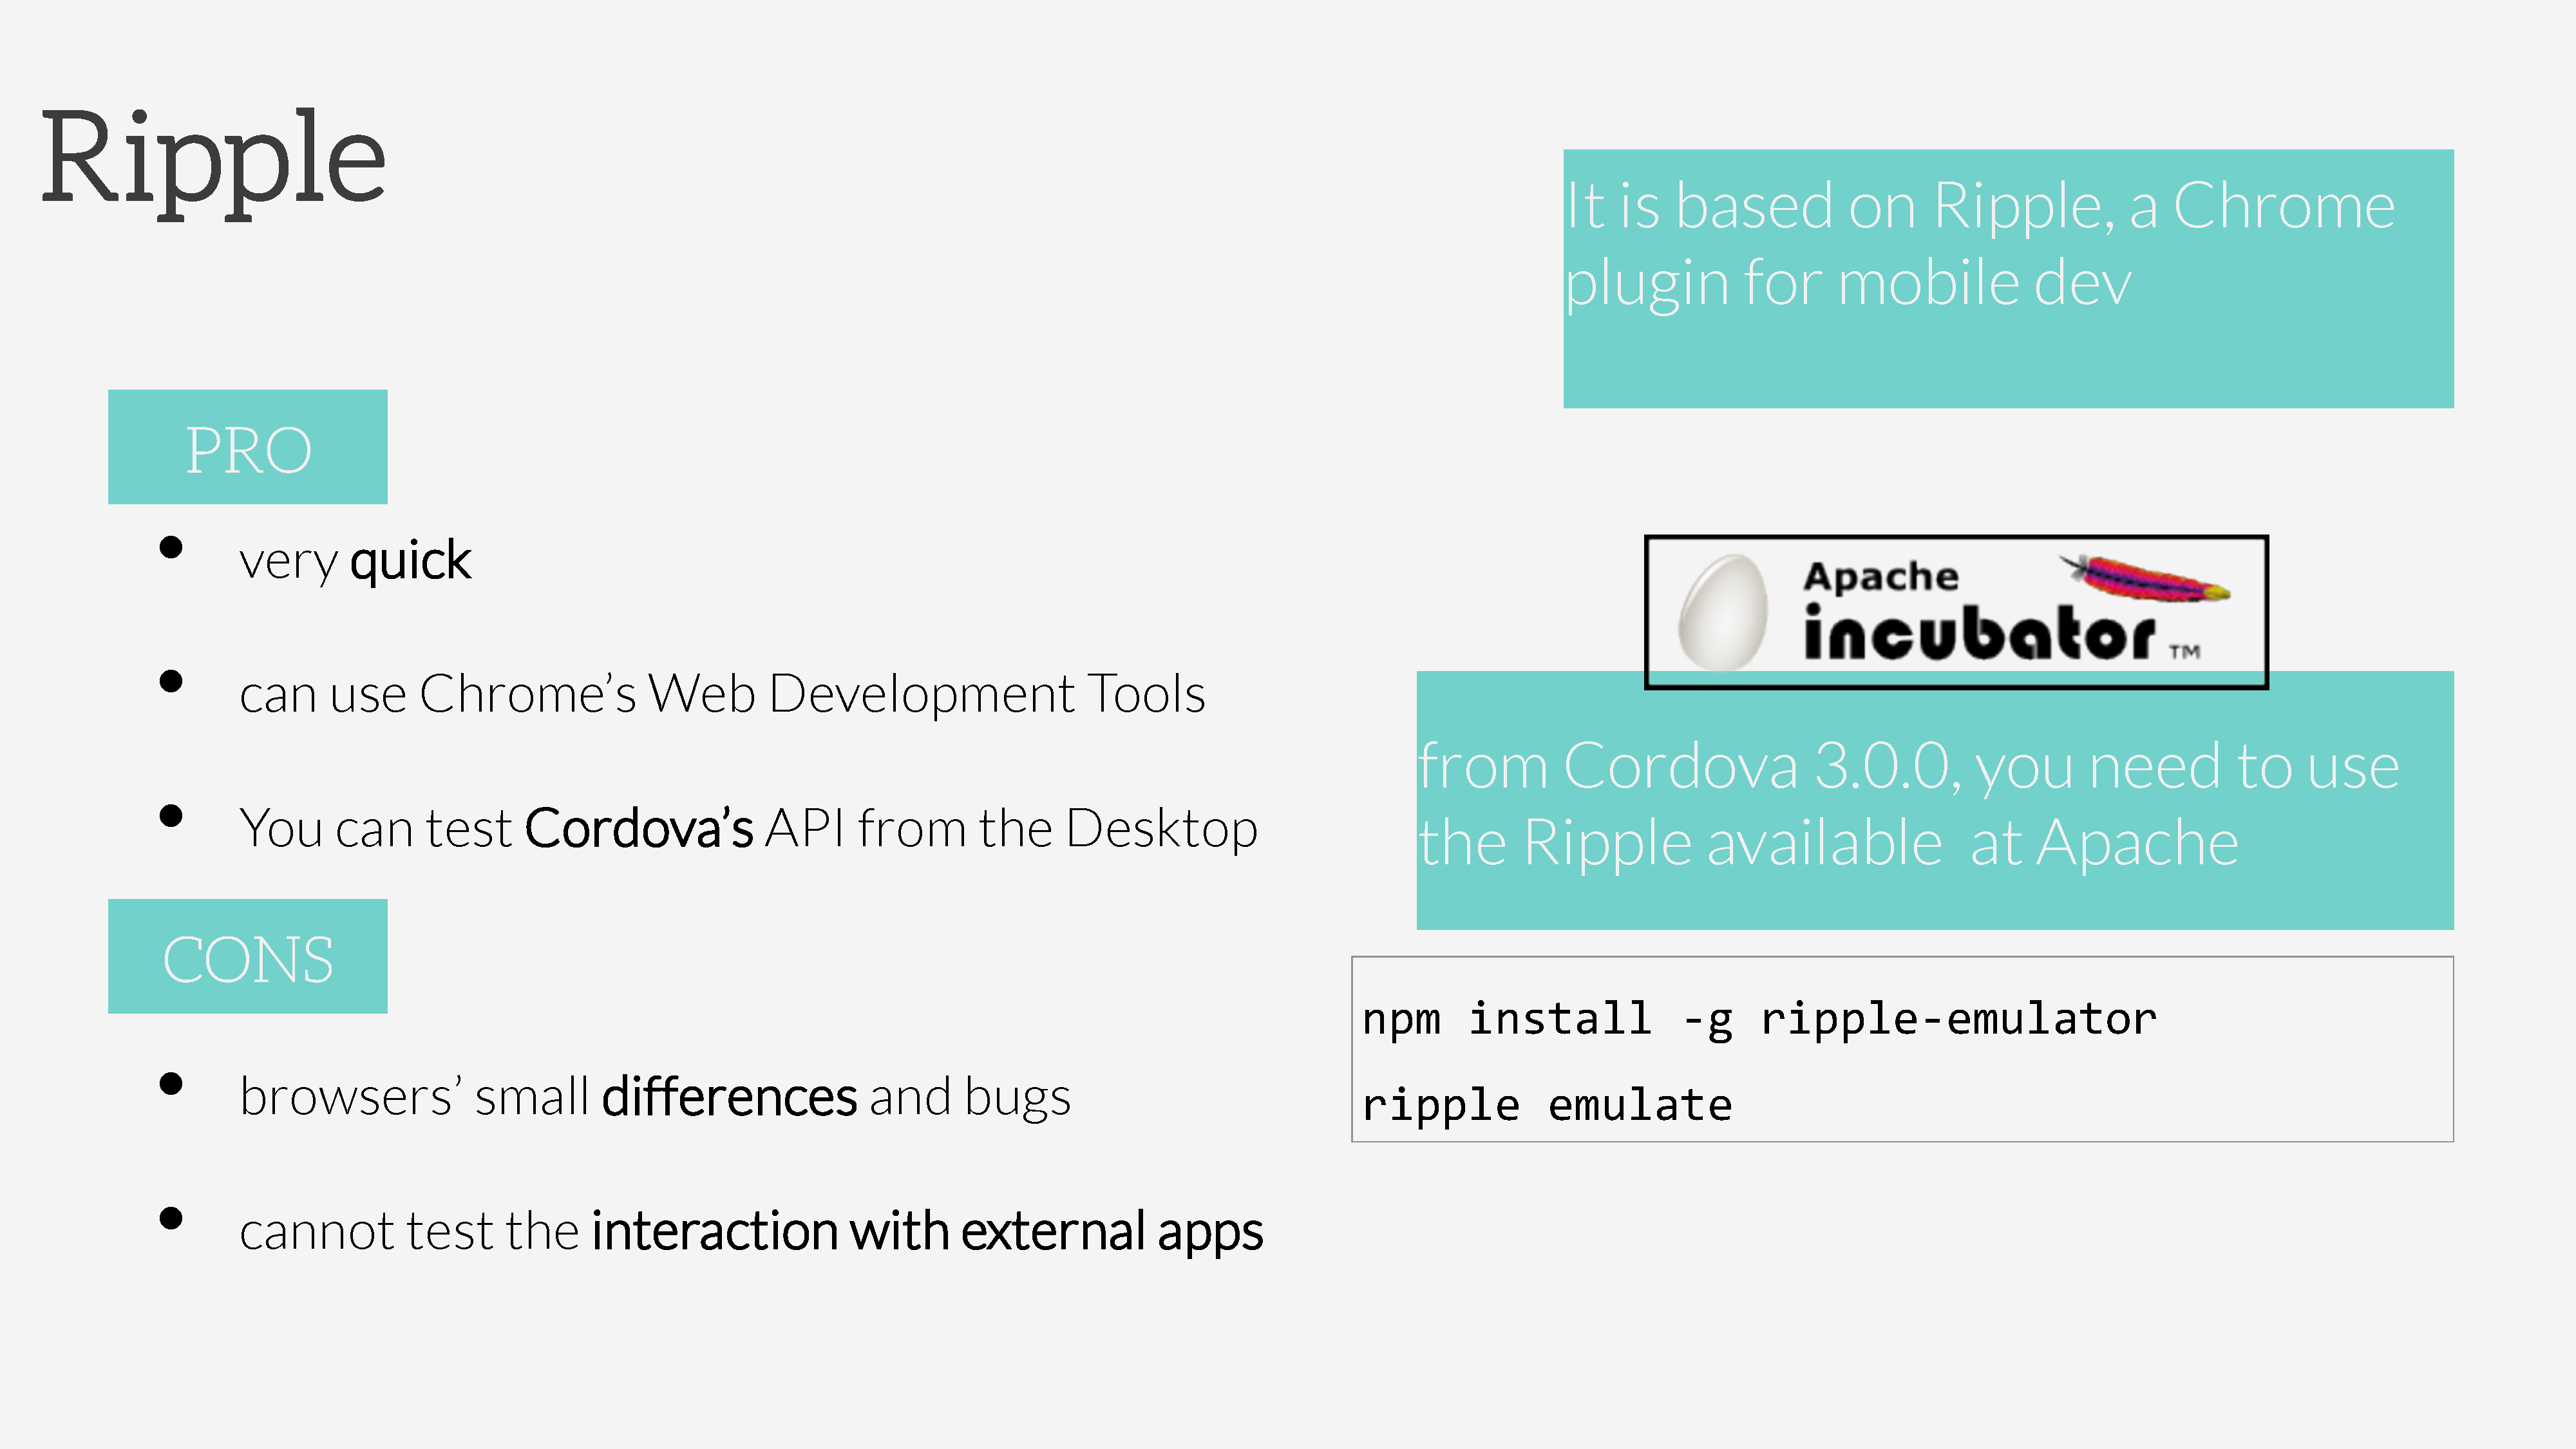 Ripple
It is based on Ripple, a Chrome
plugin for mobile dev
PRO
• very quick
• can use Chrome’s Web Development Tools
• You can test Cordova’s API from the Desktop
CONS
• browsers’ small differences and bugs
• cannot test the interaction with external apps
Apache
incubator TM
from Cordova 3.0.0, you need to use
the Ripple available  at Apache
npm install -g ripple-emulator
ripple emulate